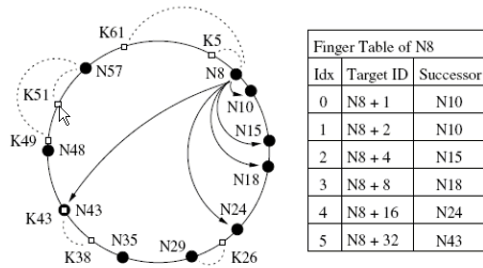 K61
K5
N8
N57
N10
K51
N15
K49
N48
N18
N24
K43
N43
K38
N35
N29
K26
Finger Table of N8
Idx Target ID Successor
0 N8 + 1 N10
1 N8 + 2 N10
2 N8 + 4 N15
3 N8 + 8 N18
4 N8 + 16 N24
5 N8 + 32 N43